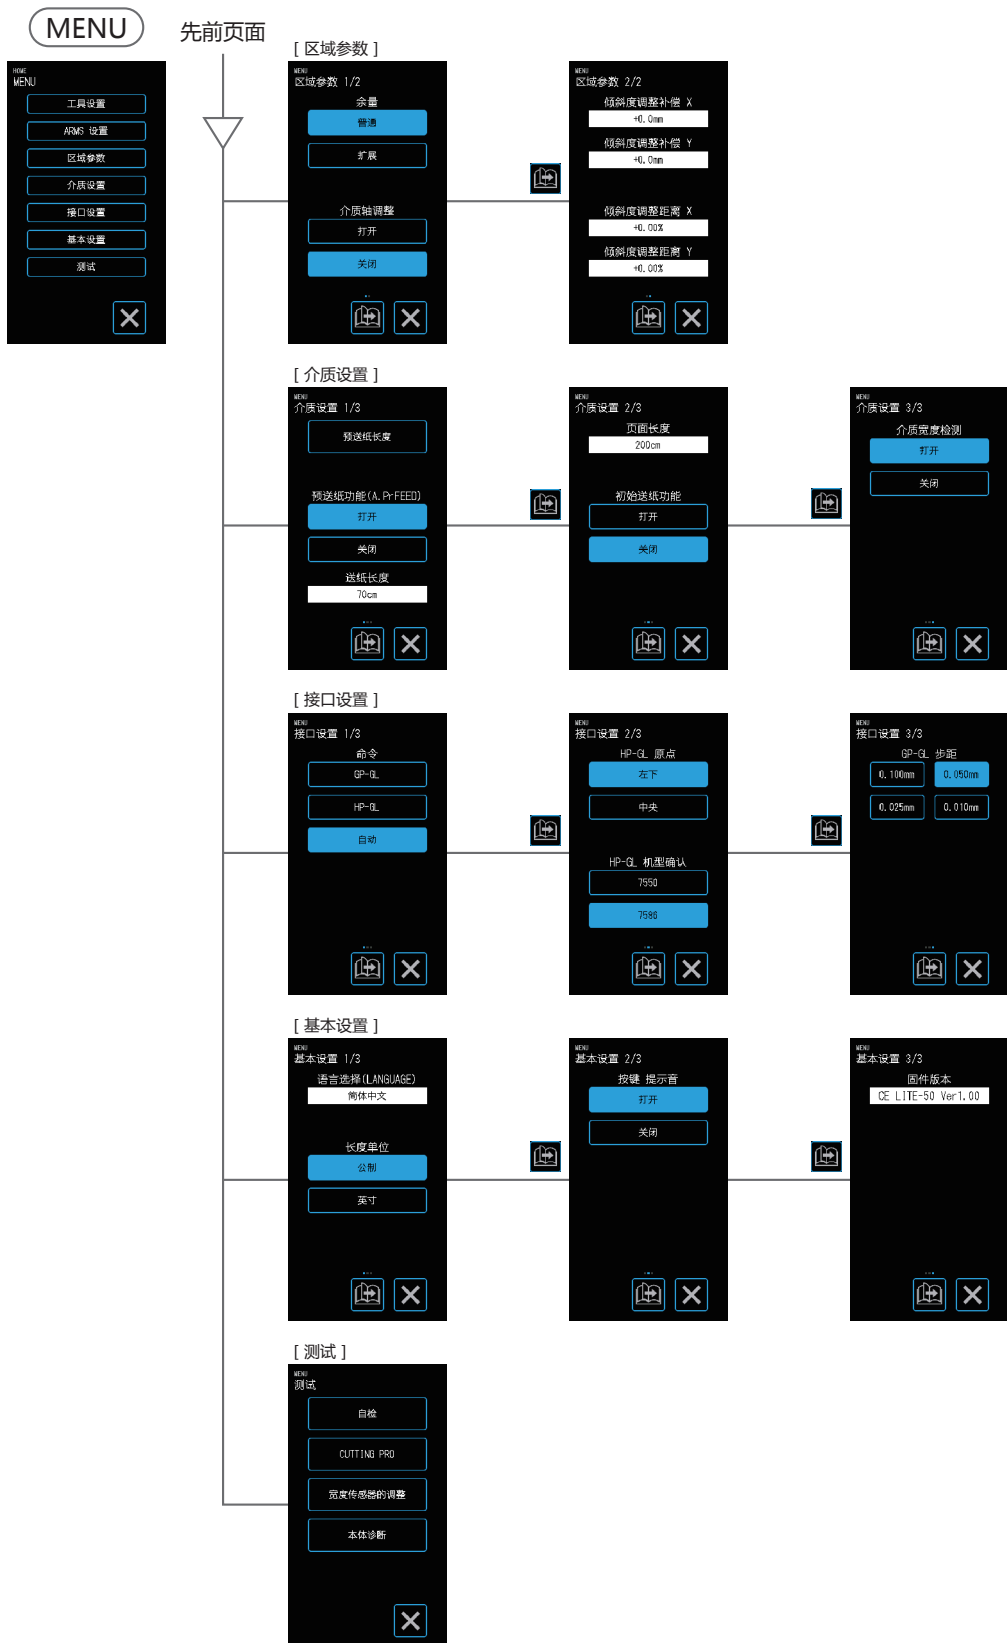 MENU
先前页面
HOME
MENU
工具设置
ARMS 设置
区域参数
介质设置
接口设置
基本设置
测试
[ 区域参数 ]
MENU
区域参数 1/2
余量
普通
扩展
介质轴调整
打开
关闭
MENU
区域参数 2/2
倾斜度调整补偿 X
+0.0mm
倾斜度调整补偿 Y
+0.0mm
倾斜度调整距离 X
+0.00%
倾斜度调整距离 Y
+0.00%
[ 介质设置 ]
MENU
介质设置 1/3
预送纸长度
预送纸功能(A.PrFEED)
打开
关闭
送纸长度
70cm
MENU
介质设置 2/3
页面长度
200cm
初始送纸功能
打开
关闭
MENU
介质设置 3/3
介质宽度检测
打开
关闭
[ 接口设置 ]
MENU
接口设置 1/3
命令
GP-GL
HP-GL
自动
MENU
接口设置 2/3
HP-GL 原点
左下
中央
HP-GL 机型确认
7550
7586
MENU
接口设置 3/3
GP-GL 步距
0.100mm 0.050mm
0.025mm 0.010mm
[ 基本设置 ]
MENU
基本设置 1/3
语言选择(LANGUAGE)
简体中文
长度单位
公制
英寸
MENU
基本设置 2/3
按键 提示音
打开
关闭
MENU
基本设置 3/3
固件版本
CE LITE-50 Ver1.00
[ 测试 ]
MENU
测试
自检
CUTTING PRO
宽度传感器的调整
本体诊断